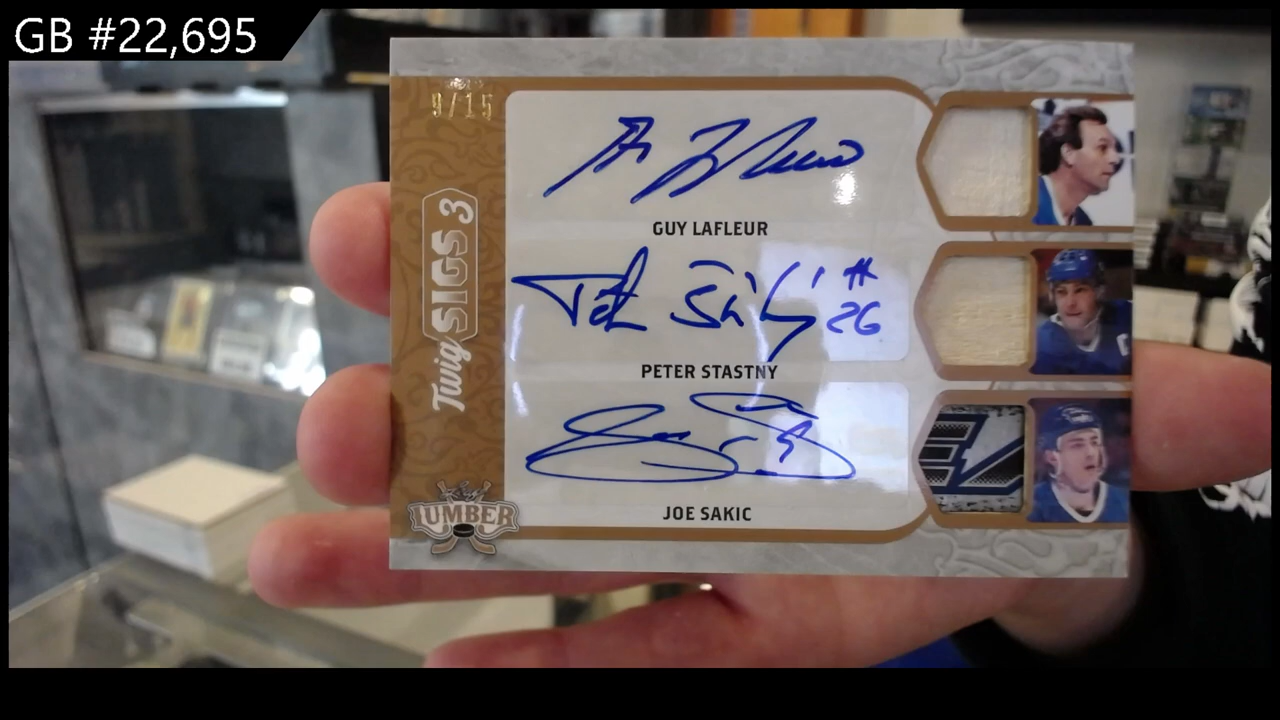 GB #22,695
9/15
Twig SIGS 3
GUY LAFLEUR
#
26
PETER STASTNY
JOE SAKIC
LUMBER